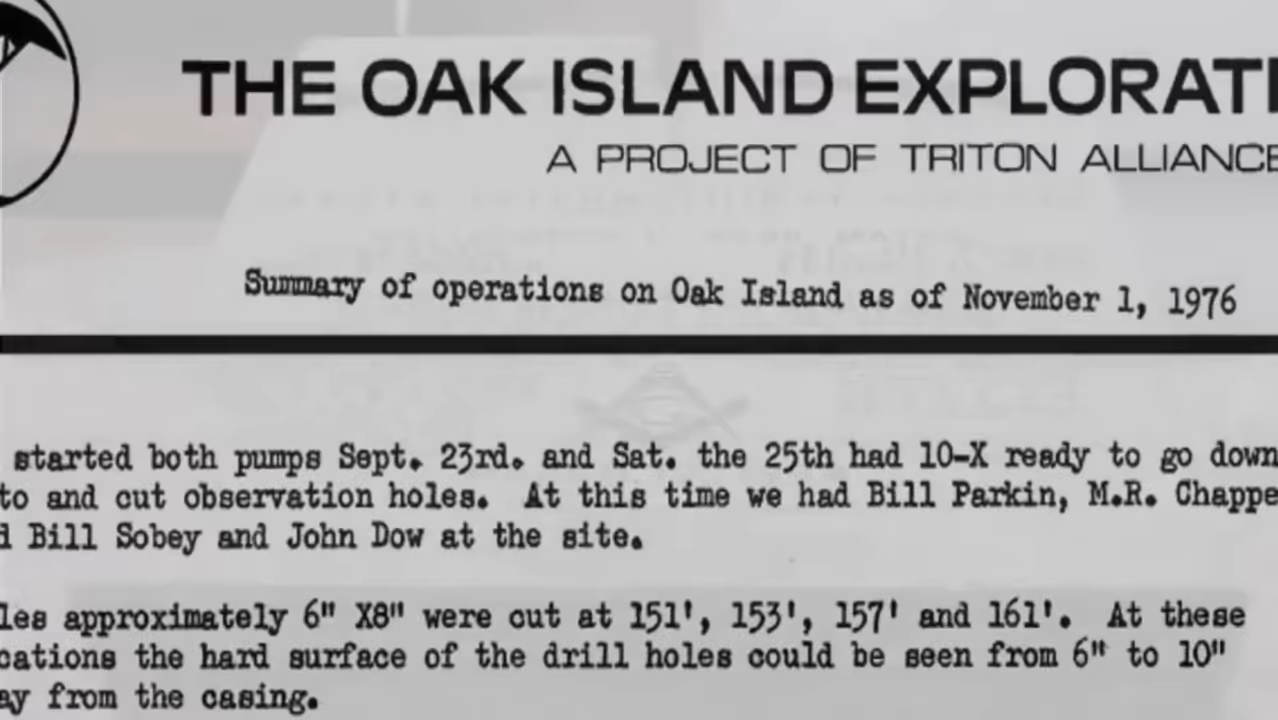 THE OAK ISLAND EXPLORATI
A PROJECT OF TRITON ALLIANCE
Summary of operations on Oak Island as of November 1, 1976
started both pumps Sept. 23rd. and Sat. the 25th had 10-X ready to go down
to and cut observation holes. At this time we had Bill Parkin, M.R. Chappe
d Bill Sobey and John Dow at the site.
les approximately 6" X8" were cut at 151', 153', 157' and 161'. At these
cations the hard surface of the drill holes could be seen from 6" to 10"
ay from the casing.